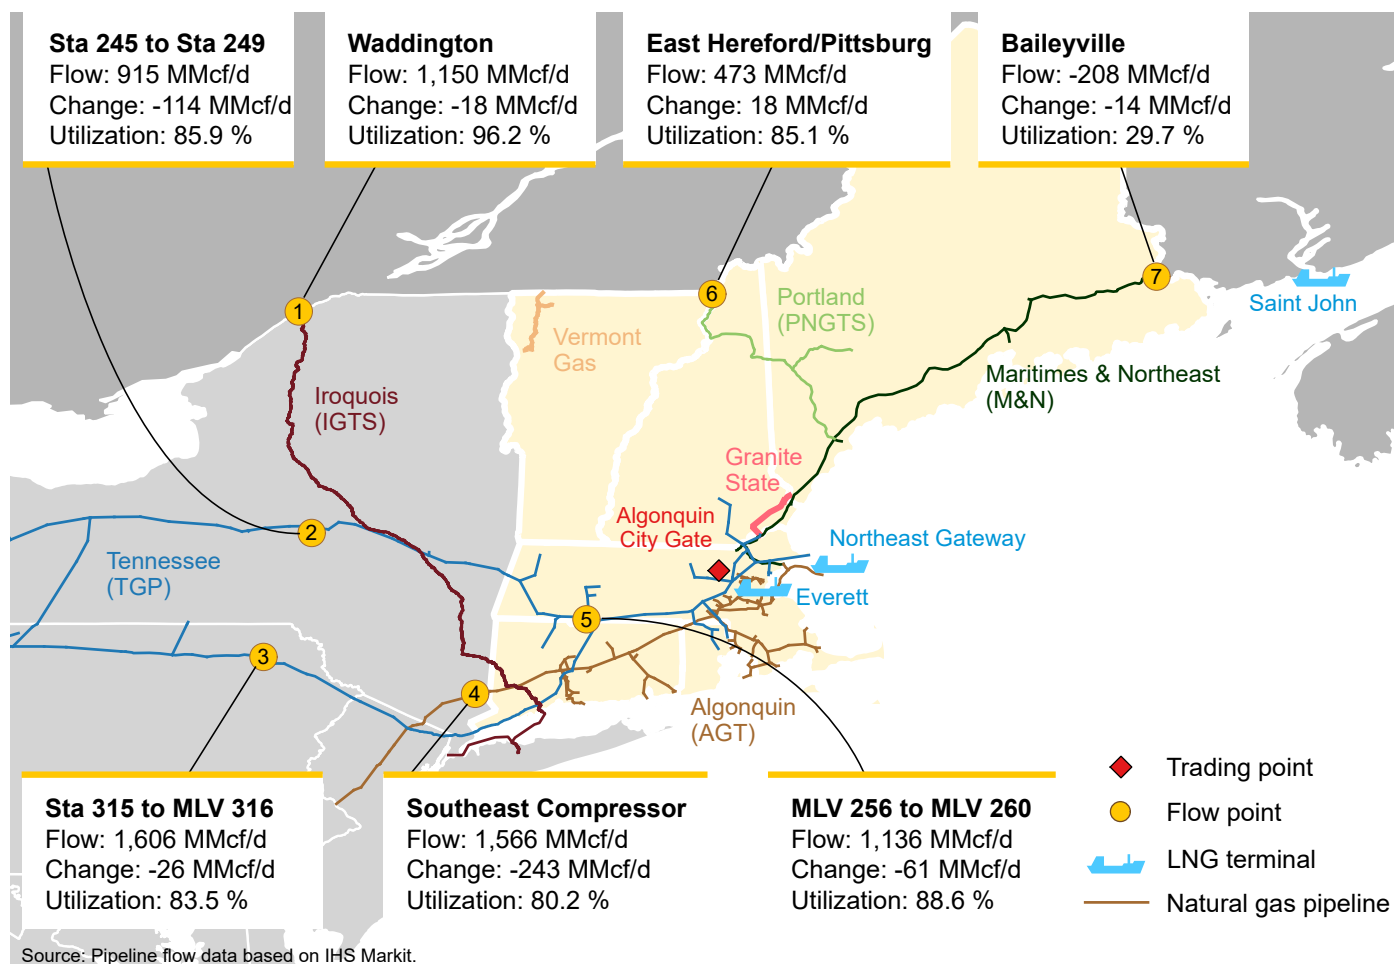 Sta 245 to Sta 249
Flow: 915 MMcf/d
Change: -114 MMcf/d
Utilization: 85.9 %
Waddington
Flow: 1,150 MMcf/d
Change: -18 MMcf/d
Utilization: 96.2 %
East Hereford/Pittsburg
Flow: 473 MMcf/d
Change: 18 MMcf/d
Utilization: 85.1 %
Baileyville
Flow: -208 MMcf/d
Change: -14 MMcf/d
Utilization: 29.7 %
1
6
7
Portland
(PNGTS)
Saint John
Vermont
Gas
Iroquois
(IGTS)
Maritimes & Northeast
(M&N)
Granite
State
Algonquin
City Gate
2
Northeast Gateway
Tennessee
(TGP)
Everett
5
3
4
Algonquin
(AGT)
Sta 315 to MLV 316
Flow: 1,606 MMcf/d
Change: -26 MMcf/d
Utilization: 83.5 %
Southeast Compressor
Flow: 1,566 MMcf/d
Change: -243 MMcf/d
Utilization: 80.2 %
MLV 256 to MLV 260
Flow: 1,136 MMcf/d
Change: -61 MMcf/d
Utilization: 88.6 %
Trading point
Flow point
LNG terminal
Natural gas pipeline
Source: Pipeline flow data based on IHS Markit.